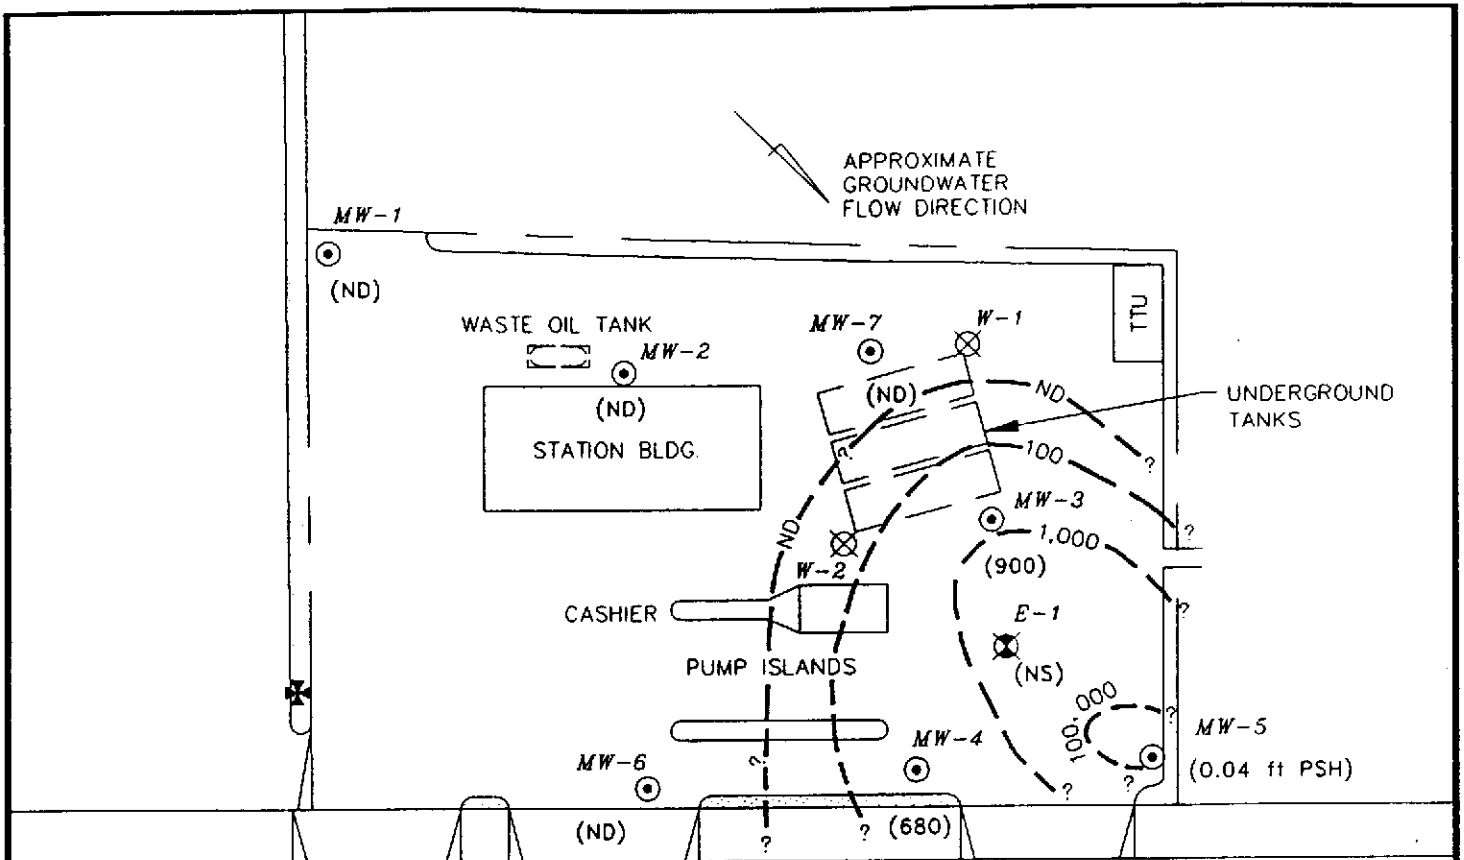 APPROXIMATE
GROUNDWATER
FLOW DIRECTION
MW-1
(ND)
TTU
WASTE OIL TANK
MW-2
(ND)
STATION BLDG.
MW-7
W-1
(ND)
ND
UNDERGROUND
TANKS
?
100
?
MW-3
ND
1,000
?
(900)
W-2
CASHIER
?
E-1
PUMP ISLANDS
(NS)
100,000
?
MW-5
MW-4
MW-6
?
(0.04 ft PSH)
?
?
(ND)
?
?
(680)